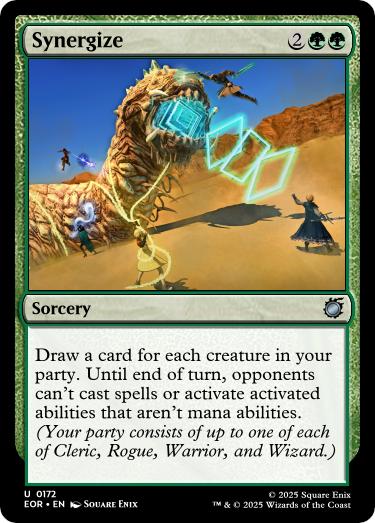 Synergize 2
Sorcery
Draw a card for each creature in your
party. Until end of turn, opponents
can't cast spells or activate activated
abilities that aren't mana abilities.
(Your party consists of up to one of each
of Cleric, Rogue, Warrior, and Wizard.)
U 0172 © 2025 Square Enix
EOR • EN SQUARE ENIX ™ & © 2025 Wizards of the Coast